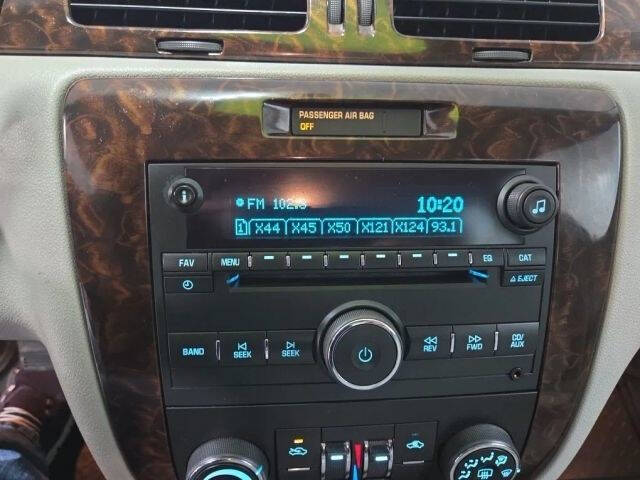 PASSENGER AIR BAG
OFF
FM 102.3 10:20
1 X44 X45 X50 X121 X124 93.1
FAV MENU EQ CAT
EJECT
BAND SEEK SEEK REV FWD CD/
AUX